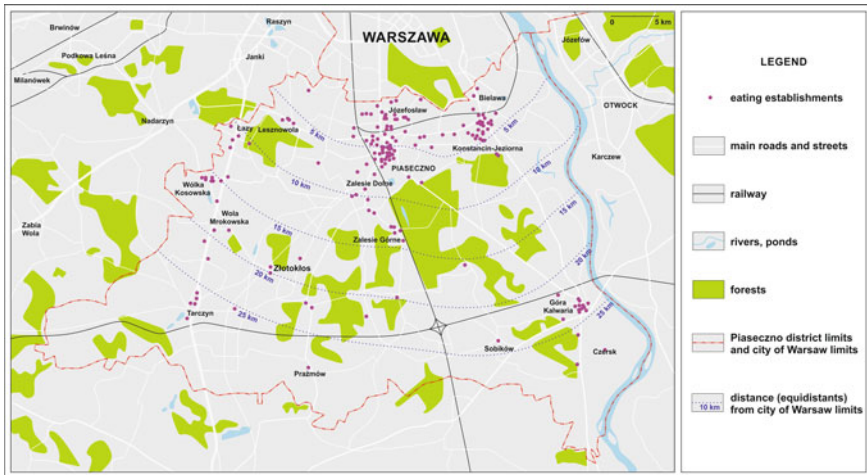 Raszyn
0 5 km
Brwinów
WARSZAWA
Józefów
Podkowa Leśna
Janki
Milanówek
Bielawa
OTWOCK
Józefosław
Nadarzyn
Łazy
Lesznowola
5 km
5 km
Konstancin-Jeziorna
Karczew
PIASECZNO
10 km
10 km
Wólka
Kosowska
Zalesie Dolne
Wola
Mrokowska
15 km
15 km
Żabia
Wola
Zalesie Górne
20 km
20 km
Złotokłos
Góra
Kalwaria
25 km
25 km
Tarczyn
Sobików
Czersk
Prażmów
LEGEND
eating establishments
main roads and streets
railway
rivers, ponds
forests
Piaseczno district limits
and city of Warsaw limits
10 km
distance (equidistants)
from city of Warsaw limits